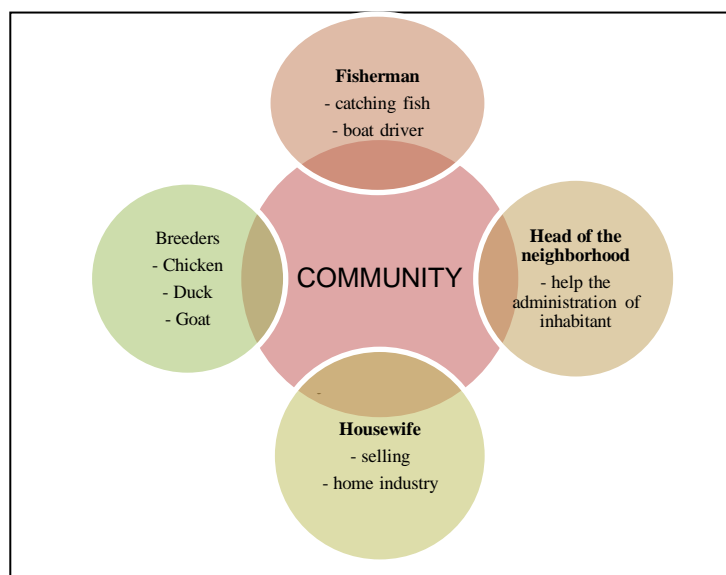 Fisherman
- catching fish
- boat driver
Breeders
- Chicken
- Duck
- Goat
COMMUNITY
Head of the
neighborhood
- help the
administration of
inhabitant
-
Housewife
- selling
- home industry